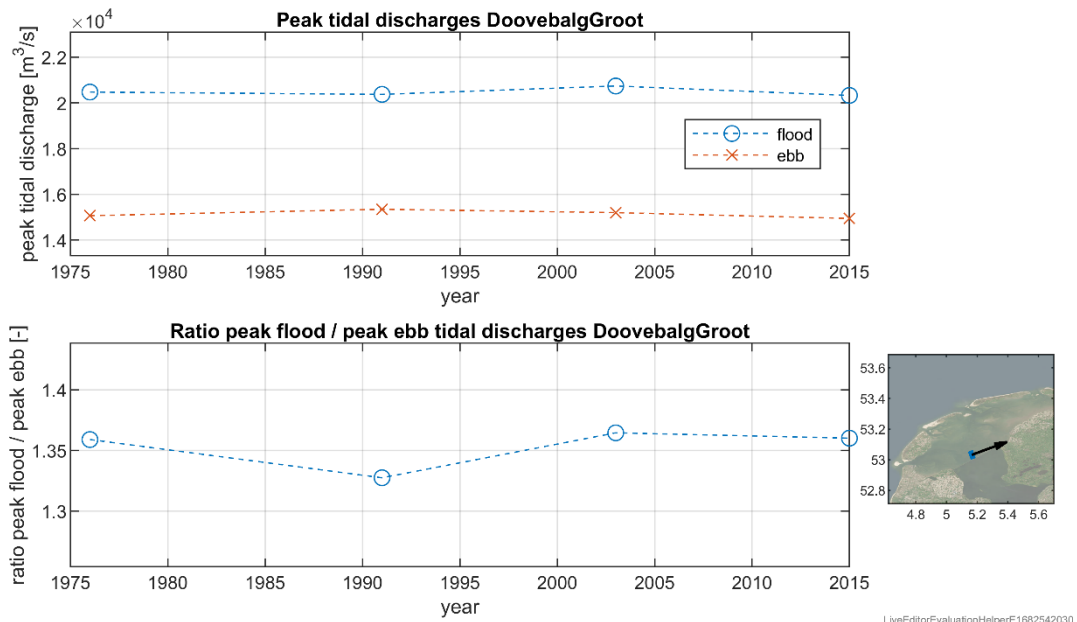 ×10⁴
Peak tidal discharges DoovebalgGroot
peak tidal discharge [m³/s]
2.2
2
1.8
1.6
1.4
flood
ebb
1975 1980 1985 1990 1995 2000 2005 2010 2015
year
Ratio peak flood / peak ebb tidal discharges DoovebalgGroot
ratio peak flood / peak ebb [-]
1.4
1.35
1.3
1975 1980 1985 1990 1995 2000 2005 2010 2015
year
53.6
53.4
53.2
53
52.8
4.8 5 5.2 5.4 5.6
LiveEditorEvaluationHelperE1682542030